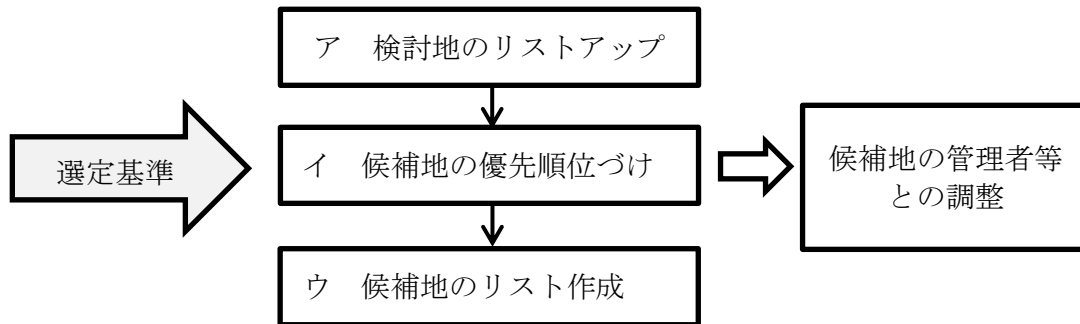 ア　検討地のリストアップ
選定基準
イ　候補地の優先順位づけ
候補地の管理者等
との調整
ウ　候補地のリスト作成